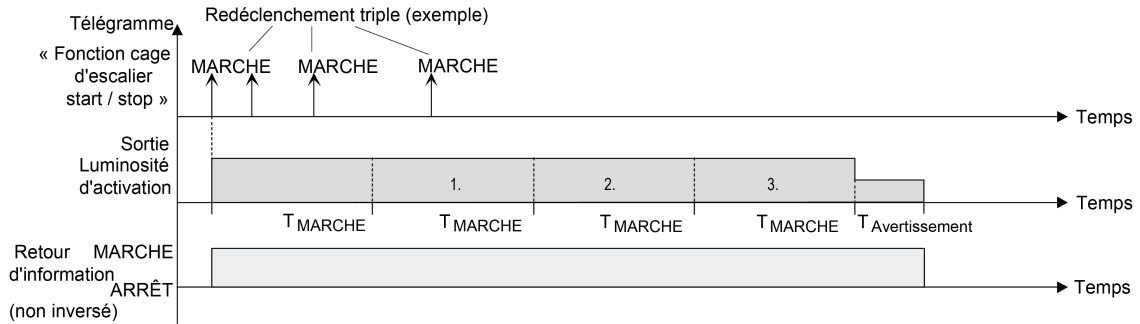 Redéclenchement triple (exemple)
Télégramme
« Fonction cage
d'escalier
start / stop »
MARCHE MARCHE MARCHE
Temps
Sortie
Luminosité
d'activation
1. 2. 3.
Temps
T MARCHE T MARCHE T MARCHE T MARCHE T Avertissement
Retour MARCHE
d'information
ARRÊT
(non inversé)
Temps